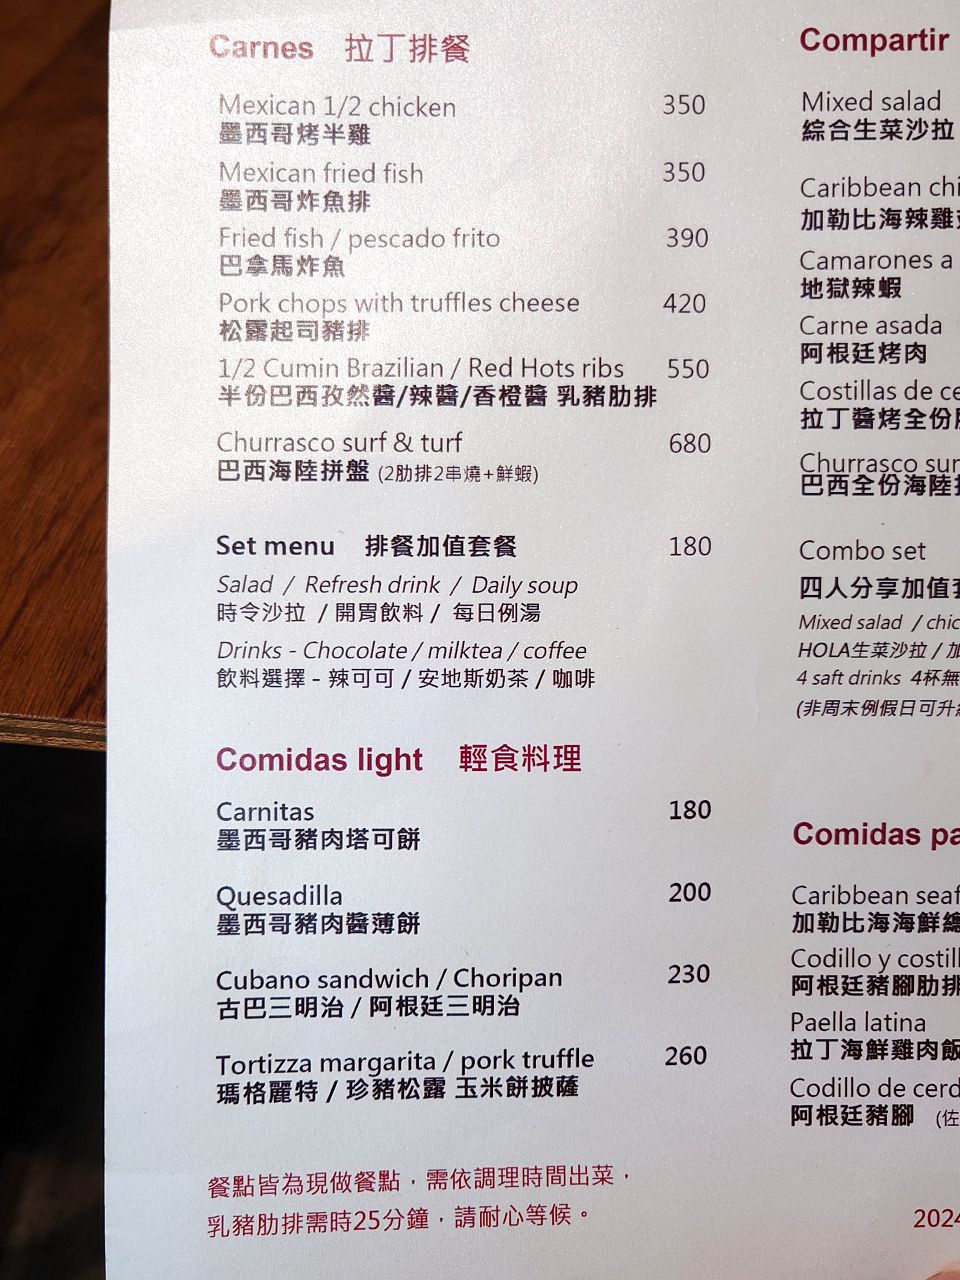 Carnes 拉丁排餐
Mexican 1/2 chicken 350
墨西哥烤半雞
Mexican fried fish 350
墨西哥炸魚排
Fried fish / pescado frito 390
巴拿馬炸魚
Pork chops with truffles cheese 420
松露起司豬排
1/2 Cumin Brazilian / Red Hots ribs 550
半份巴西孜然醬/辣醬/香橙醬 乳豬肋排
Churrasco surf & turf 680
巴西海陸拼盤 (2肋排2串燒+鮮蝦)
Set menu 排餐加值套餐 180
Salad / Refresh drink / Daily soup
時令沙拉 / 開胃飲料 / 每日例湯
Drinks - Chocolate / milktea / coffee
飲料選擇 - 辣可可 / 安地斯奶茶 / 咖啡
Comidas light 輕食料理
Carnitas 180
墨西哥豬肉塔可餅
Quesadilla 200
墨西哥豬肉醬薄餅
Cubano sandwich / Choripan 230
古巴三明治 / 阿根廷三明治
Tortizza margarita / pork truffle 260
瑪格麗特 / 珍豬松露 玉米餅披薩
餐點皆為現做餐點，需依調理時間出菜，
乳豬肋排需時25分鐘，請耐心等候。
Compartir
Mixed salad
綜合生菜沙拉
Caribbean
加勒比海辣雞
Camarones a
地獄辣蝦
Carne asada
阿根廷烤肉
Costillas de
拉丁醬烤全份
Churrasco
巴西全份海陸
Combo set
四人分享加值
Mixed salad /
HOLA生菜沙拉 /
4 saft drinks 4杯無
(非周末例假日可升
Comidas
Caribbean
加勒比海海鮮
Codillo y
阿根廷豬腳肋排
Paella latina
拉丁海鮮雞肉飯
Codillo de
阿根廷豬腳 (佐
2024